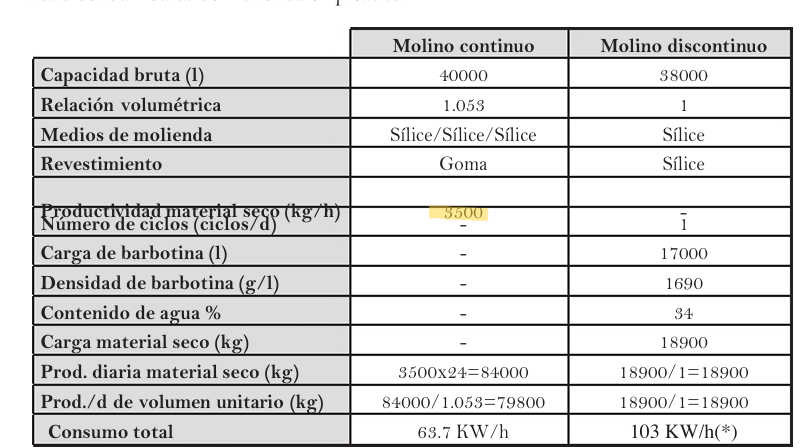 Molino continuo Molino discontinuo
Capacidad bruta (l) 40000 38000
Relación volumétrica 1.053 1
Medios de molienda Sílice/Sílice/Sílice Sílice
Revestimiento Goma Sílice
Productividad material seco (kg/h) 3500 -
Número de ciclos (ciclos/d) - 1
Carga de barbotina (l) - 17000
Densidad de barbotina (g/l) - 1690
Contenido de agua % - 34
Carga material seco (kg) - 18900
Prod. diaria material seco (kg) 3500x24=84000 18900/1=18900
Prod./d de volumen unitario (kg) 84000/1.053=79800 18900/1=18900
Consumo total 63.7 KW/h 103 KW/h(*)